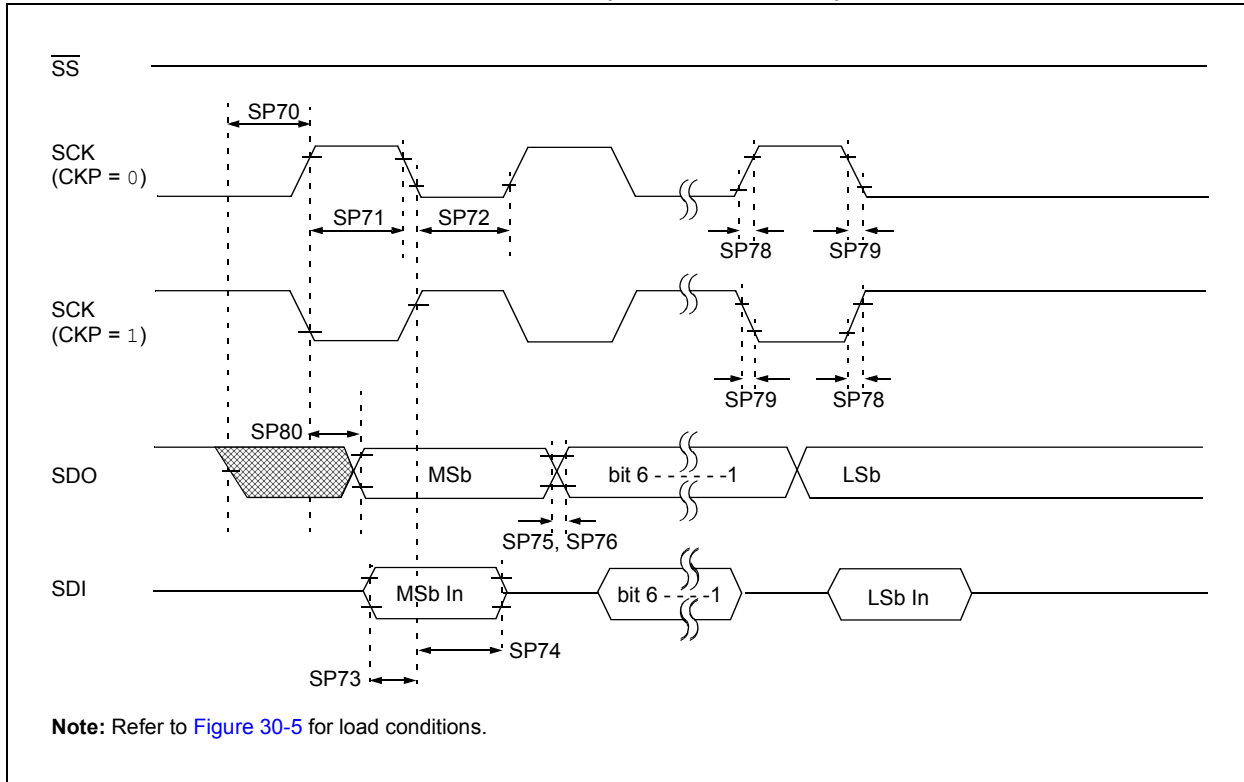 SS
SP70
SCK
(CKP = 0)
SP71
SP72
SP78
SP79
SCK
(CKP = 1)
SP79
SP78
SP80
SDO
MSb
bit 6 - - - - - -1
LSb
SP75, SP76
SDI
MSb In
bit 6 - - - - -1
LSb In
SP74
SP73
Note: Refer to Figure 30-5 for load conditions.